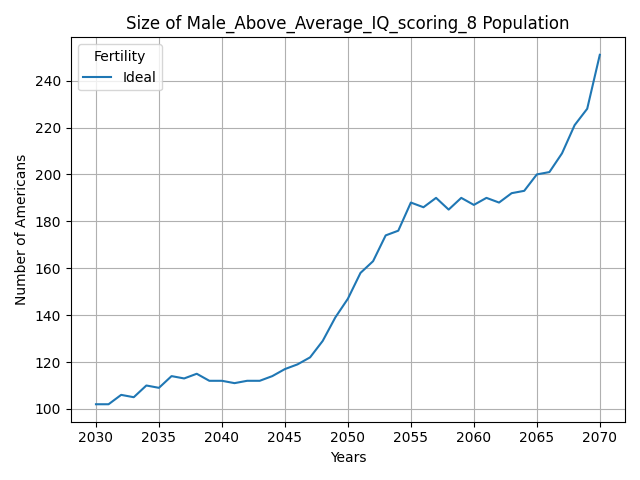 Size of Male_Above_Average_IQ_scoring_8 Population
Fertility
Ideal
Number of Americans
240
220
200
180
160
140
120
100
2030 2035 2040 2045 2050 2055 2060 2065 2070
Years